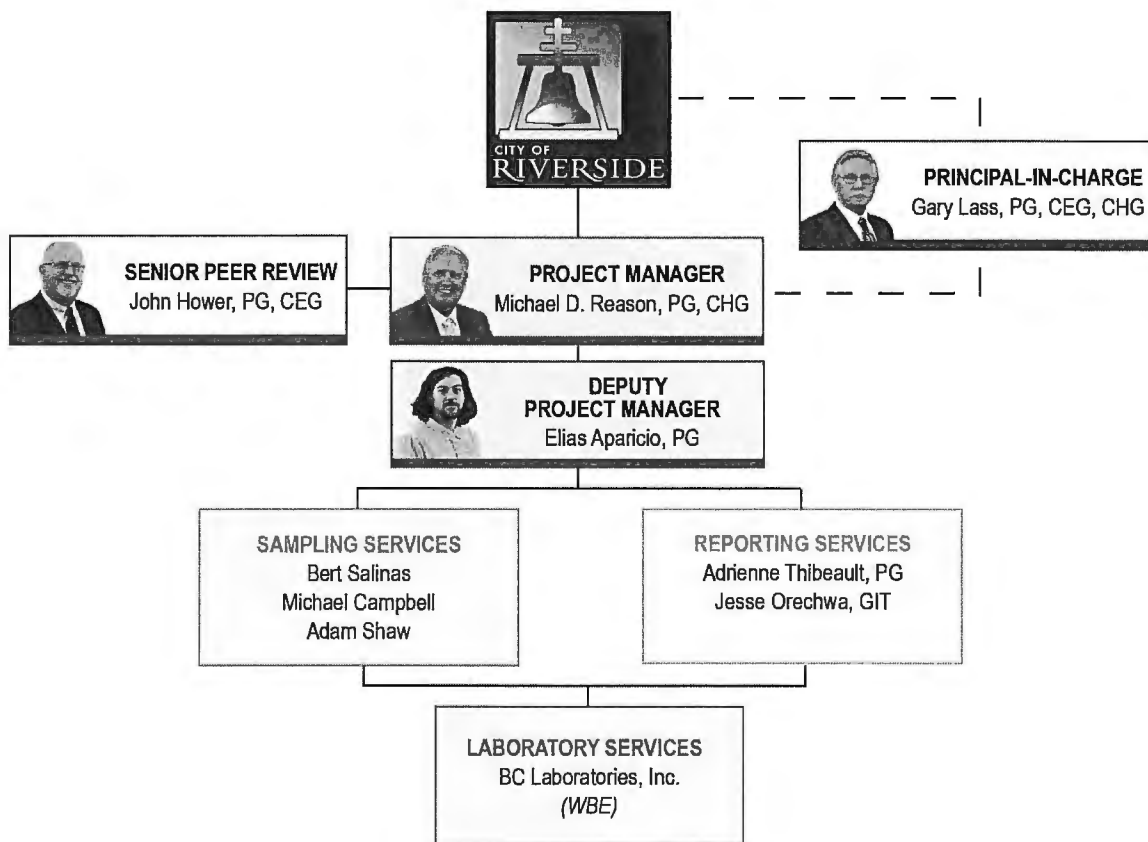 CITY OF
RIVERSIDE
PRINCIPAL-IN-CHARGE
Gary Lass, PG, CEG, CHG
SENIOR PEER REVIEW
John Hower, PG, CEG
PROJECT MANAGER
Michael D. Reason, PG, CHG
DEPUTY
PROJECT MANAGER
Elias Aparicio, PG
SAMPLING SERVICES
Bert Salinas
Michael Campbell
Adam Shaw
REPORTING SERVICES
Adrienne Thibeault, PG
Jesse Orechwa, GIT
LABORATORY SERVICES
BC Laboratories, Inc.
(WBE)